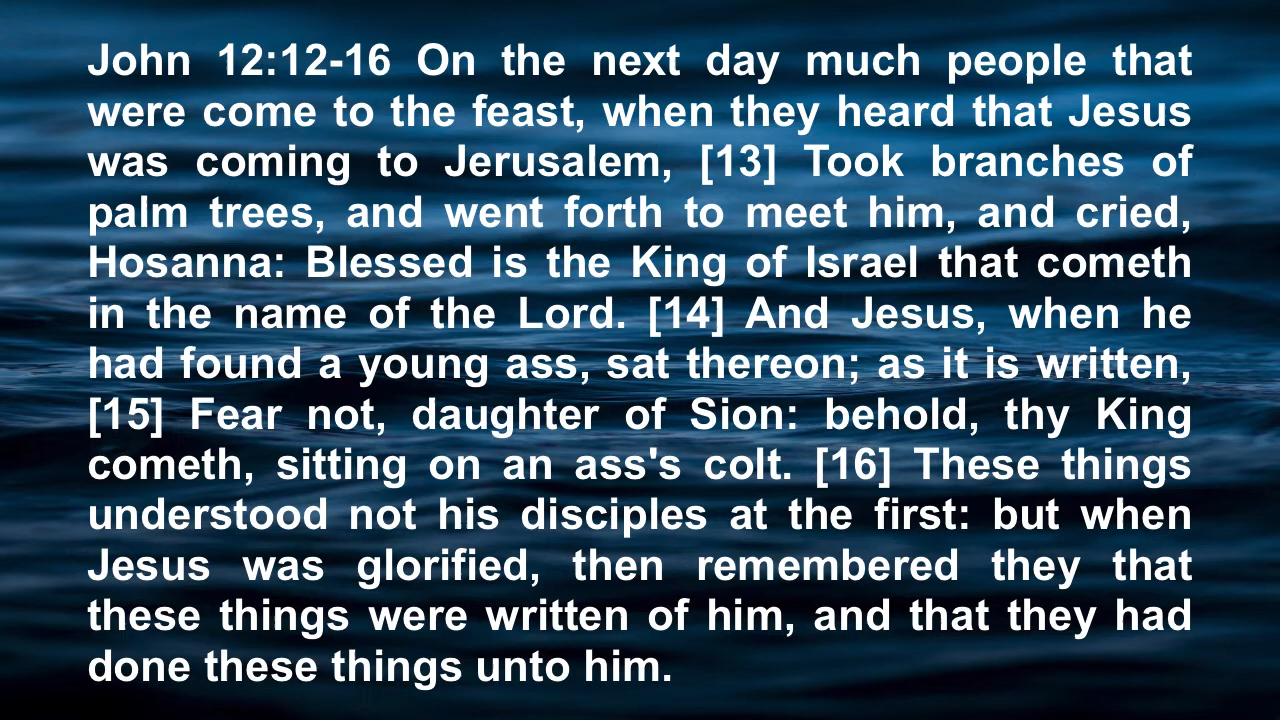 John 12:12-16 On the next day much people that
were come to the feast, when they heard that Jesus
was coming to Jerusalem, [13] Took branches of
palm trees, and went forth to meet him, and cried,
Hosanna: Blessed is the King of Israel that cometh
in the name of the Lord. [14] And Jesus, when he
had found a young ass, sat thereon; as it is written,
[15] Fear not, daughter of Sion: behold, thy King
cometh, sitting on an ass's colt. [16] These things
understood not his disciples at the first: but when
Jesus was glorified, then remembered they that
these things were written of him, and that they had
done these things unto him.